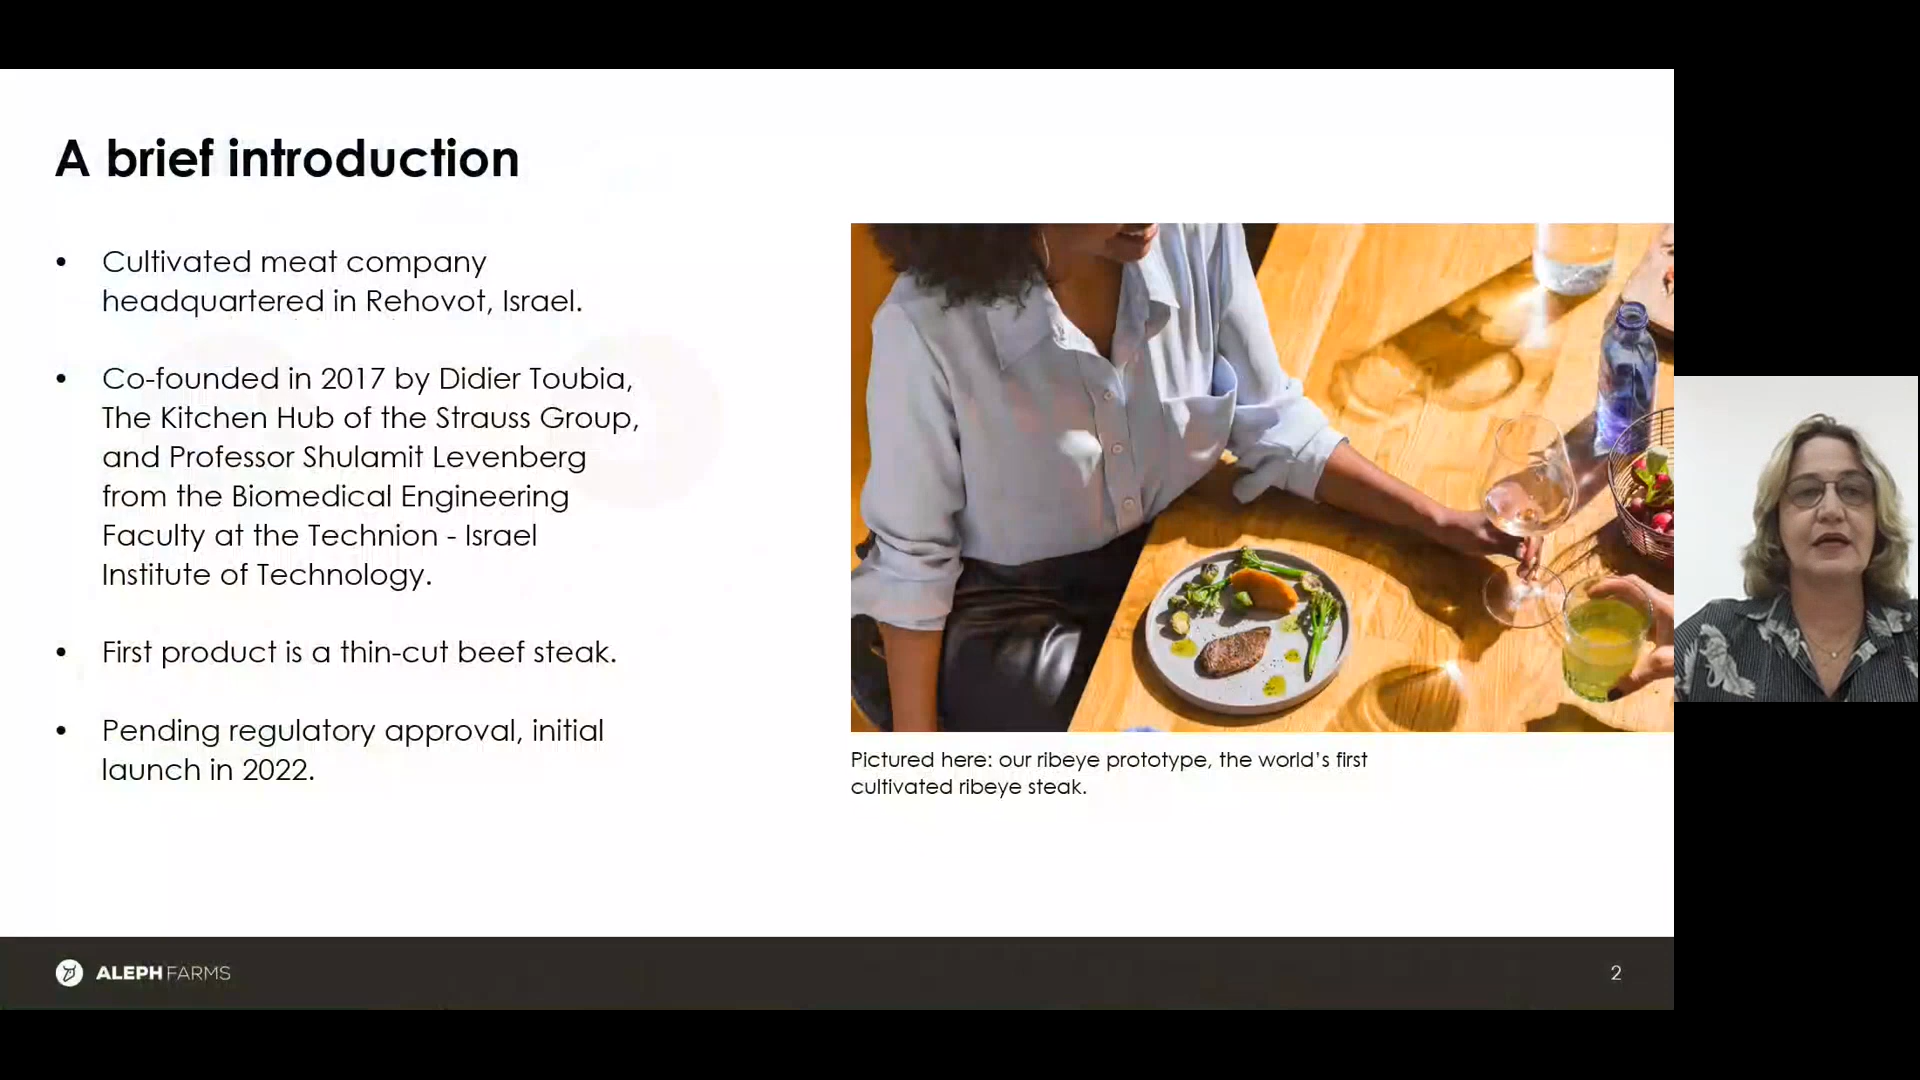 A brief introduction
• Cultivated meat company
headquartered in Rehovot, Israel.
• Co-founded in 2017 by Didier Toubia,
The Kitchen Hub of the Strauss Group,
and Professor Shulamit Levenberg
from the Biomedical Engineering
Faculty at the Technion - Israel
Institute of Technology.
• First product is a thin-cut beef steak.
• Pending regulatory approval, initial
launch in 2022.
Pictured here: our ribeye prototype, the world's first
cultivated ribeye steak.
ALEPH FARMS
2